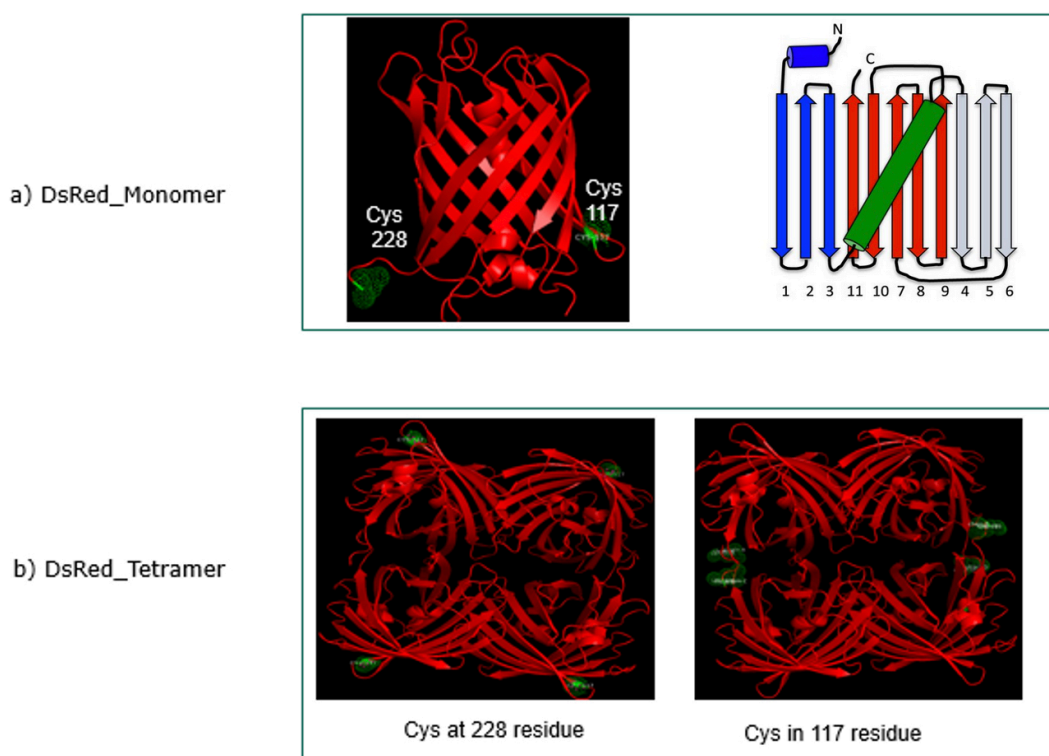 a) DsRed_Monomer
Cys
228
Cys
117
N
C
1 2 3 11 10 7 8 9 4 5 6
b) DsRed_Tetramer
Cys at 228 residue
Cys in 117 residue